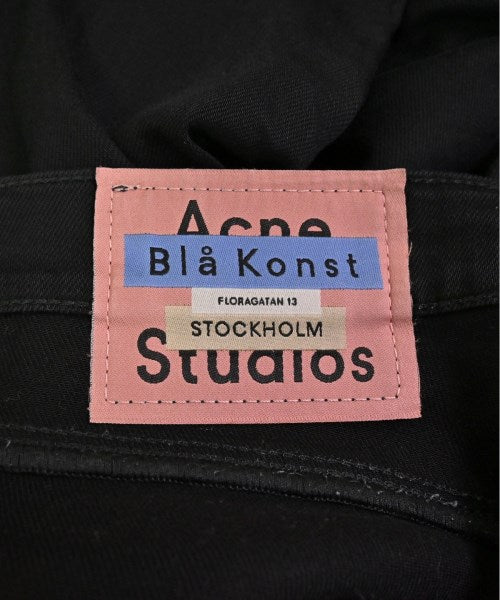 Acne
Blå Konst
FLORAGATAN 13
STOCKHOLM
Studios